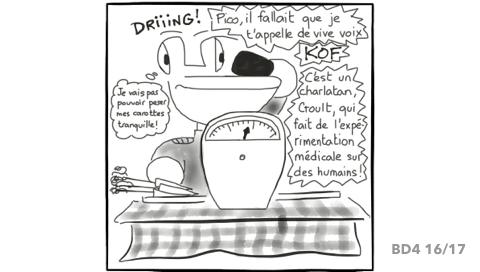 DRÏÏING!
Pico, il fallait que je
t'appelle de vive voix
KOF
C'est un
charlatan,
Croult, qui
fait de l'expé-
rimentation
médicale sur
des humains!
Je vais pas
pouvoir peser
mes carottes
tranquille!
BD4 16/17